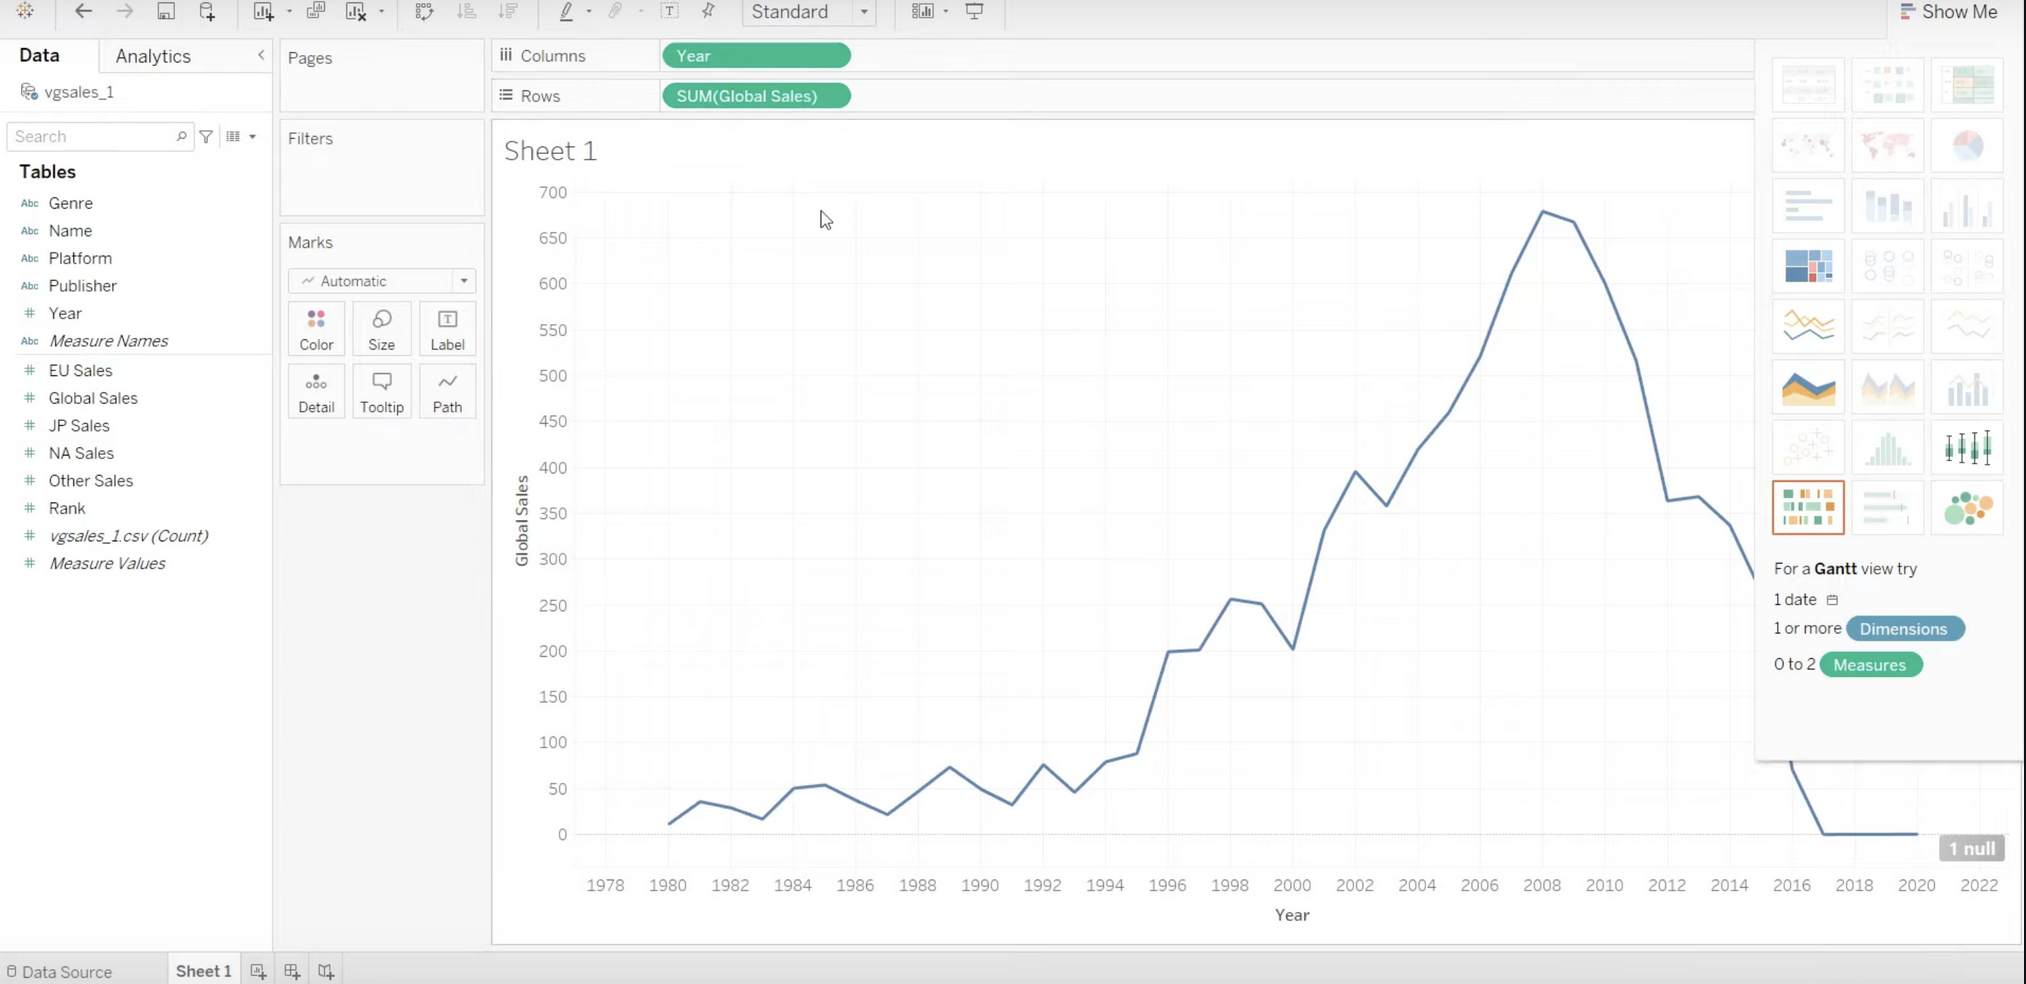 Standard
Show Me
Data
Analytics
vgsales_1
Search
Tables
Abc Genre
Abc Name
Abc Platform
Abc Publisher
# Year
Abc Measure Names
# EU Sales
# Global Sales
# JP Sales
# NA Sales
# Other Sales
# Rank
# vgsales_1.csv (Count)
# Measure Values
Pages
Filters
Marks
Automatic
Color Size Label
Detail Tooltip Path
Columns Year
Rows SUM(Global Sales)
Sheet 1
700
650
600
550
500
450
400
350
300
250
200
150
100
50
0
Global Sales
1978 1980 1982 1984 1986 1988 1990 1992 1994 1996 1998 2000 2002 2004 2006 2008 2010 2012 2014 2016 2018 2020 2022
Year
1 null
For a Gantt view try
1 date
1 or more Dimensions
0 to 2 Measures
Data Source
Sheet 1